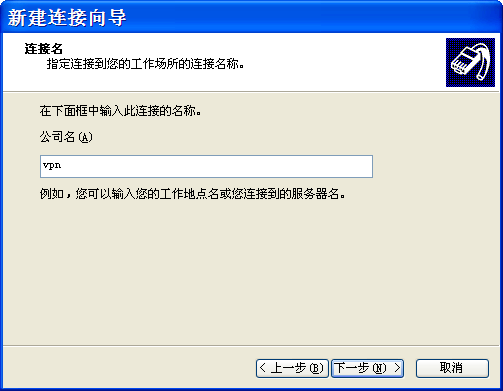 新建连接向导
连接名
指定连接到您的工作场所的连接名称。
在下面框中输入此连接的名称。
公司名(A)
vpn
例如，您可以输入您的工作地点名或您连接到的服务器名。
< 上一步(B) 下一步(N) > 取消